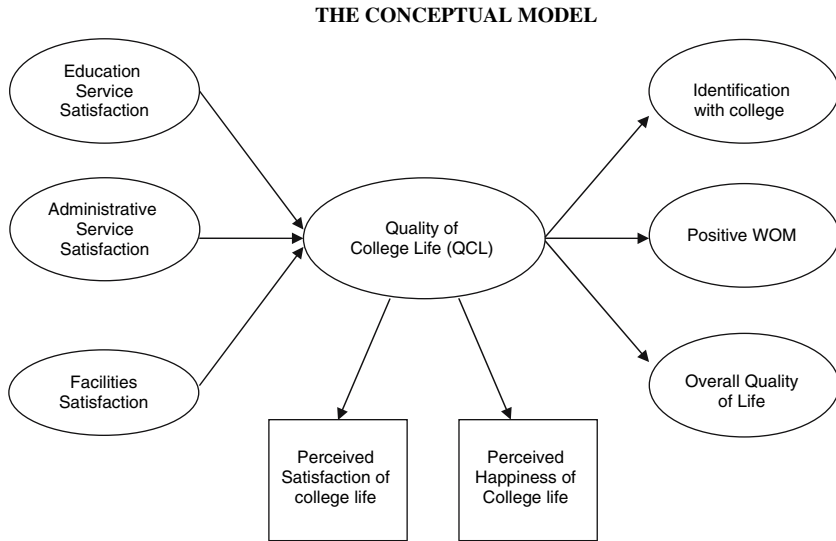 THE CONCEPTUAL MODEL
Education
Service
Satisfaction
Administrative
Service
Satisfaction
Facilities
Satisfaction
Quality of
College Life (QCL)
Perceived
Satisfaction of
college life
Perceived
Happiness of
College life
Identification
with college
Positive WOM
Overall Quality
of Life